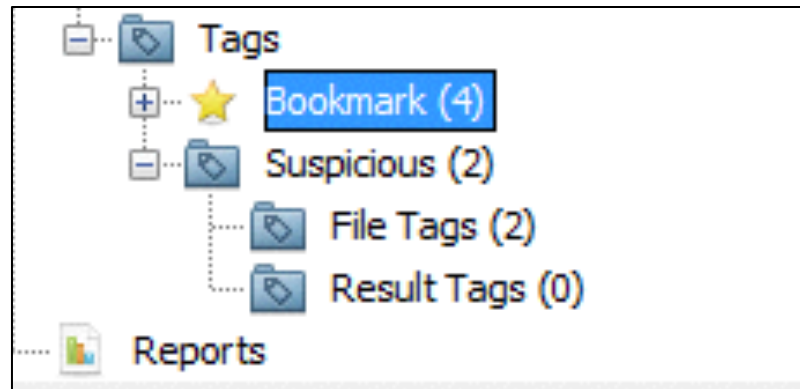 Tags
Bookmark (4)
Suspicious (2)
File Tags (2)
Result Tags (0)
Reports